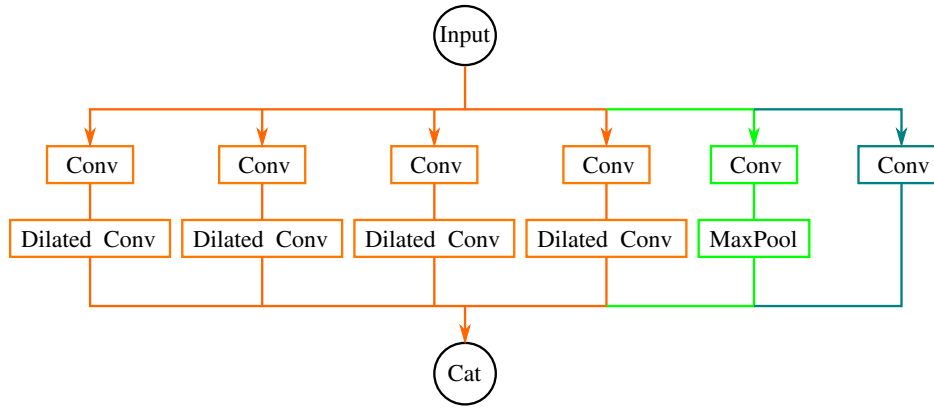 Input
Conv Conv Conv Conv Conv Conv
Dilated Conv Dilated Conv Dilated Conv Dilated Conv MaxPool
Cat